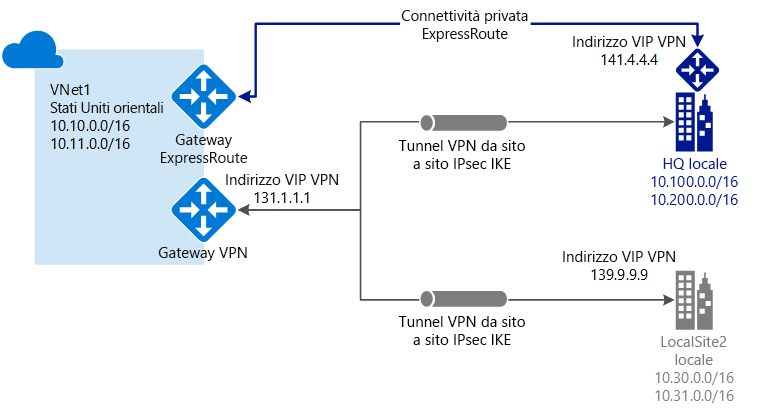 Connettività privata
ExpressRoute
Indirizzo VIP VPN
141.4.4.4
VNet1
Stati Uniti orientali
10.10.0.0/16
10.11.0.0/16
Gateway
ExpressRoute
Tunnel VPN da sito
a sito IPsec IKE
HQ locale
10.100.0.0/16
10.200.0.0/16
Indirizzo VIP VPN
131.1.1.1
Gateway VPN
Indirizzo VIP VPN
139.9.9.9
Tunnel VPN da sito
a sito IPsec IKE
LocalSite2
locale
10.30.0.0/16
10.31.0.0/16